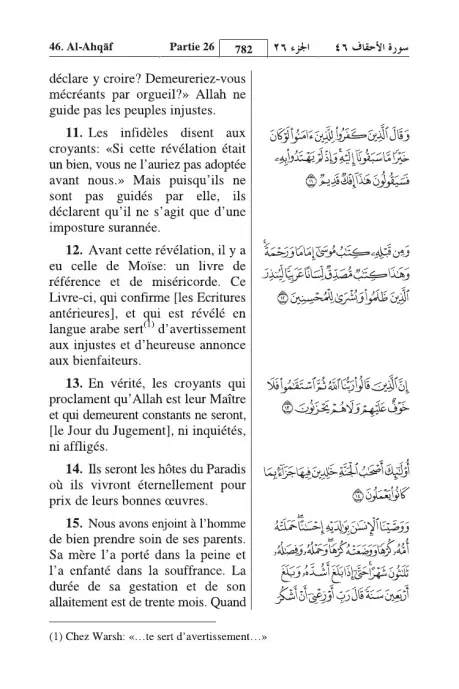 46. Al-Ahqāf Partie 26 782 الجزء ٢٦ سورة الأحقاف ٤٦
déclare y croire? Demeureriez-vous
mécréants par orgueil?» Allah ne
guide pas les peuples injustes.
11. Les infidèles disent aux
croyants: «Si cette révélation était
un bien, vous ne l'auriez pas adoptée
avant nous.» Mais puisqu'ils ne
sont pas guidés par elle, ils
déclarent qu'il ne s'agit que d'une
imposture surannée.
وَقَالَ ٱلَّذِينَ كَفَرُواْ لِلَّذِينَ ءَامَنُواْ لَوْ كَانَ
خَيْرًا مَّا سَبَقُونَآ إِلَيْهِ وَإِذْ لَمْ يَهْتَدُواْ بِهِۦ
فَسَيَقُولُونَ هَٰذَآ إِفْكٌ قَدِيمٌ ١١
12. Avant cette révélation, il y a
eu celle de Moïse: un livre de
référence et de miséricorde. Ce
Livre-ci, qui confirme [les Ecritures
antérieures], et qui est révélé en
langue arabe sert(1) d'avertissement
aux injustes et d'heureuse annonce
aux bienfaiteurs.
وَمِن قَبْلِهِۦ كِتَٰبُ مُوسَىٰٓ إِمَامًا وَرَحْمَةً
وَهَٰذَا كِتَٰبٌ مُّصَدِّقٌ لِّسَانًا عَرَبِيًّا لِّيُنذِرَ
ٱلَّذِينَ ظَلَمُواْ وَبُشْرَىٰ لِلْمُحْسِنِينَ ١٢
13. En vérité, les croyants qui
proclament qu'Allah est leur Maître
et qui demeurent constants ne seront,
[le Jour du Jugement], ni inquiétés,
ni affligés.
إِنَّ ٱلَّذِينَ قَالُواْ رَبُّنَا ٱللَّهُ ثُمَّ ٱسْتَقَٰمُواْ فَلَا
خَوْفٌ عَلَيْهِمْ وَلَا هُمْ يَحْزَنُونَ ١٣
14. Ils seront les hôtes du Paradis
où ils vivront éternellement pour
prix de leurs bonnes œuvres.
أُوْلَٰٓئِكَ أَصْحَٰبُ ٱلْجَنَّةِ خَٰلِدِينَ فِيهَا جَزَآءًۢ بِمَا
كَانُواْ يَعْمَلُونَ ١٤
15. Nous avons enjoint à l'homme
de bien prendre soin de ses parents.
Sa mère l'a porté dans la peine et
l'a enfanté dans la souffrance. La
durée de sa gestation et de son
allaitement est de trente mois. Quand
وَوَصَّيْنَا ٱلْإِنسَٰنَ بِوَٰلِدَيْهِ إِحْسَٰنًا حَمَلَتْهُ
أُمُّهُۥ كُرْهًا وَوَضَعَتْهُ كُرْهًا وَحَمْلُهُۥ وَفِصَٰلُهُۥ
ثَلَٰثُونَ شَهْرًا حَتَّىٰٓ إِذَا بَلَغَ أَشُدَّهُۥ وَبَلَغَ
أَرْبَعِينَ سَنَةً قَالَ رَبِّ أَوْزِعْنِىٓ أَنْ أَشْكُرَ
(1) Chez Warsh: «…te sert d'avertissement…»